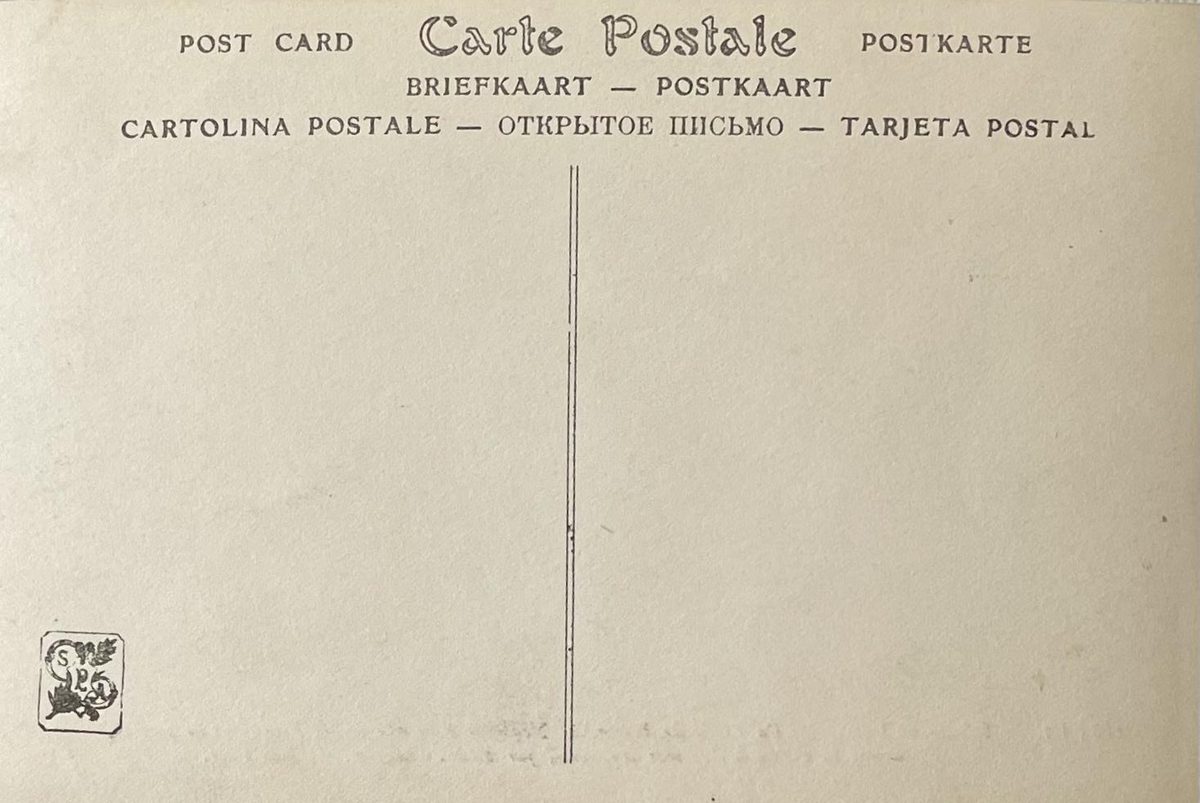 POST CARD Carte Postale POSTKARTE
BRIEFKAART — POSTKAART
CARTOLINA POSTALE — ОТКРЫТОЕ ПИСЬМО — TARJETA POSTAL
S
P
A